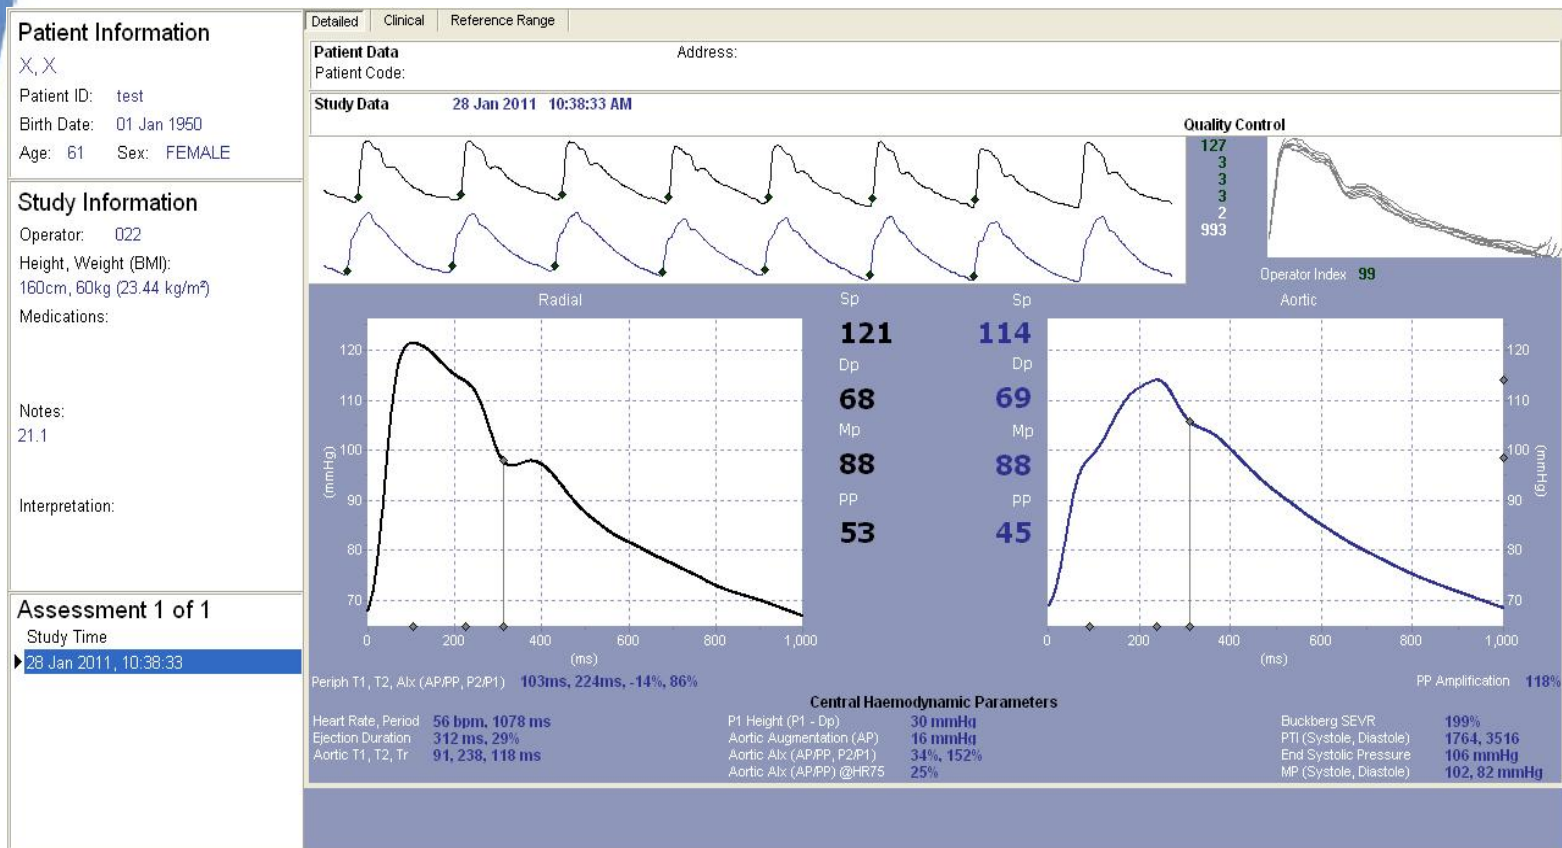 Patient Information
X, X
Patient ID: test
Birth Date: 01 Jan 1950
Age: 61 Sex: FEMALE
Study Information
Operator: 022
Height, Weight (BMI):
160cm, 60kg (23.44 kg/m²)
Medications:
Notes:
21.1
Interpretation:
Assessment 1 of 1
Study Time
28 Jan 2011, 10:38:33
Detailed Clinical Reference Range
Patient Data Address:
Patient Code:
Study Data 28 Jan 2011 10:38:33 AM
Quality Control
127
3
3
3
2
993
Operator Index 99
Radial
120
110
100
90
80
70
(mmHg)
0 200 400 600 800 1,000
(ms)
Sp Sp
121 114
Dp Dp
68 69
Mp Mp
88 88
PP PP
53 45
Aortic
120
110
100
90
80
70
(mmHg)
0 200 400 600 800 1,000
(ms)
Periph T1, T2, AIx (AP/PP, P2/P1) 103ms, 224ms, -14%, 86%
PP Amplification 118%
Central Haemodynamic Parameters
Heart Rate, Period 56 bpm, 1078 ms
Ejection Duration 312 ms, 29%
Aortic T1, T2, Tr 91, 238, 118 ms
P1 Height (P1 - Dp) 30 mmHg
Aortic Augmentation (AP) 16 mmHg
Aortic AIx (AP/PP, P2/P1) 34%, 152%
Aortic AIx (AP/PP) @HR75 25%
Buckberg SEVR 199%
PTI (Systole, Diastole) 1764, 3516
End Systolic Pressure 106 mmHg
MP (Systole, Diastole) 102, 82 mmHg